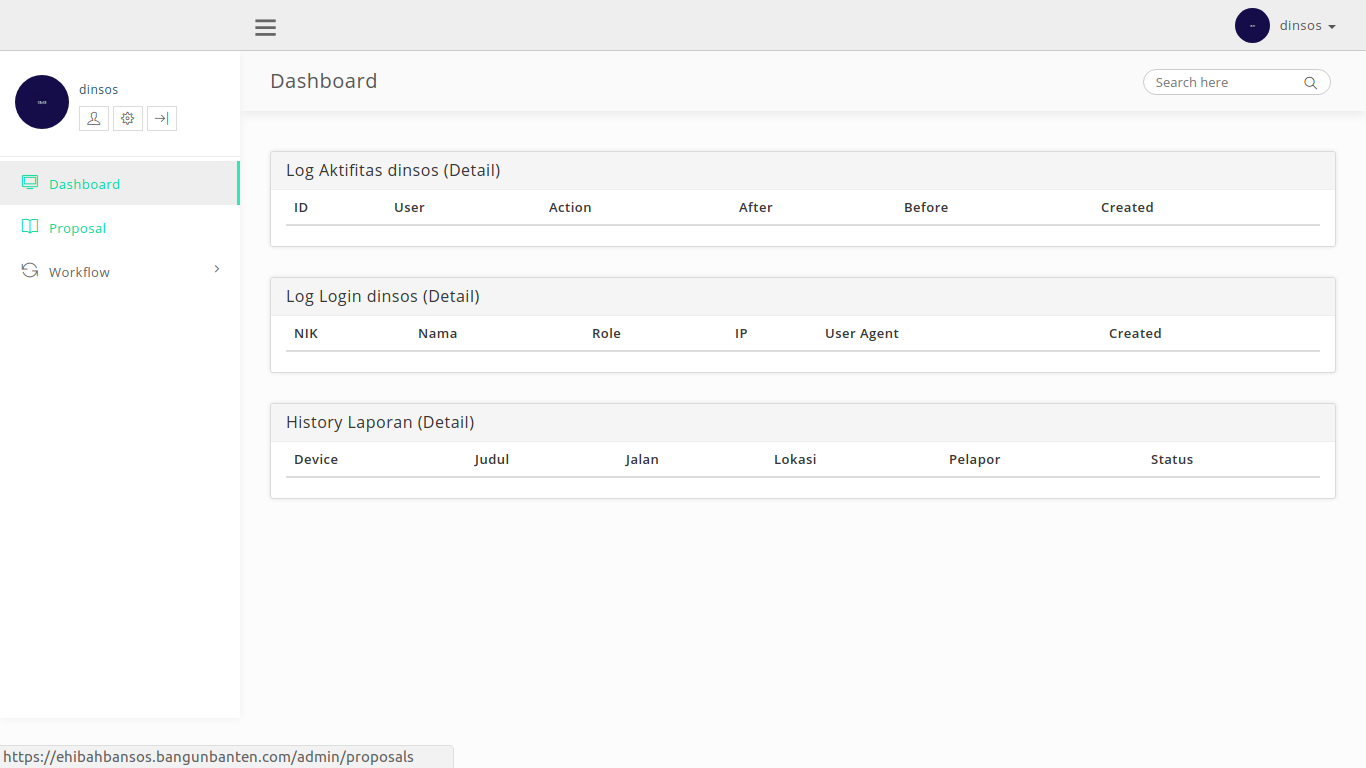 dinsos
dinsos
Dashboard
Search here
Dashboard
Proposal
Workflow
Log Aktifitas dinsos (Detail)
ID User Action After Before Created
Log Login dinsos (Detail)
NIK Nama Role IP User Agent Created
History Laporan (Detail)
Device Judul Jalan Lokasi Pelapor Status
https://ehibahbansos.bangunbanten.com/admin/proposals